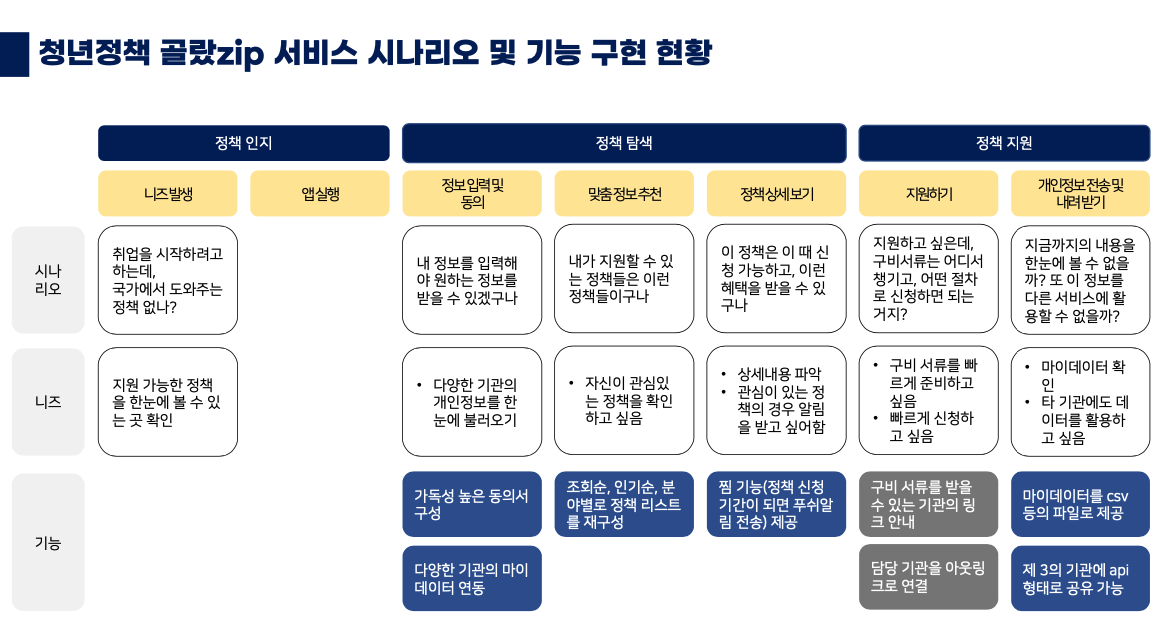 청년정책 골랐zip 서비스 시나리오 및 기능 구현 현황
정책 인지
정책 탐색
정책 지원
니즈발생
앱실행
정보입력및
동의
맞춤정보추천
정책상세보기
지원하기
개인정보전송및
내려받기
시나
리오
취업을 시작하려고
하는데,
국가에서 도와주는
정책 없나?
내 정보를 입력해
야 원하는 정보를
받을 수 있겠구나
내가 지원할 수 있
는 정책들은 이런
정책들이구나
이 정책은 이 때 신
청 가능하고, 이런
혜택을 받을 수 있
구나
지원하고 싶은데,
구비서류는 어디서
챙기고, 어떤 절차
로 신청하면 되는
거지?
지금까지의 내용을
한눈에 볼 수 없을
까? 또 이 정보를
다른 서비스에 활
용할 수 없을까?
니즈
지원 가능한 정책
을 한눈에 볼 수 있
는 곳 확인
• 다양한 기관의
개인정보를 한
눈에 불러오기
• 자신이 관심있
는 정책을 확인
하고 싶음
• 상세내용 파악
• 관심이 있는 정
책의 경우 알림
을 받고 싶어함
• 구비 서류를 빠
르게 준비하고
싶음
• 빠르게 신청하
고 싶음
• 마이데이터 확
인
• 타 기관에도 데
이터를 활용하
고 싶음
기능
가독성 높은 동의서
구성
다양한 기관의 마이
데이터 연동
조회순, 인기순, 분
야별로 정책 리스트
를 재구성
찜 기능(정책 신청
기간이 되면 푸쉬알
림 전송) 제공
구비 서류를 받을
수 있는 기관의 링
크 안내
담당 기관을 아웃링
크로 연결
마이데이터를 csv
등의 파일로 제공
제 3의 기관에 api
형태로 공유 가능